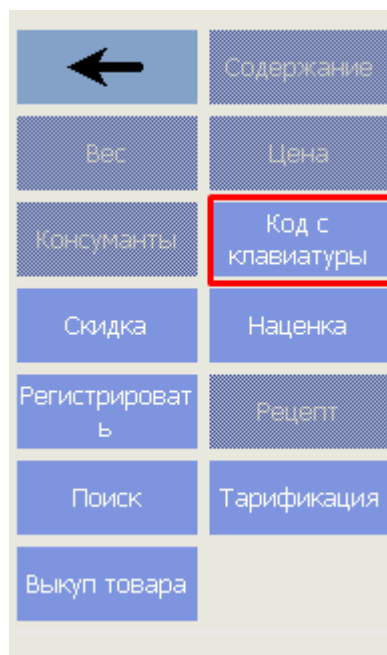 Содержание
Вес
Цена
Консуманты
Код с
клавиатуры
Скидка
Наценка
Регистрироват
ь
Рецепт
Поиск
Тарификация
Выкуп товара